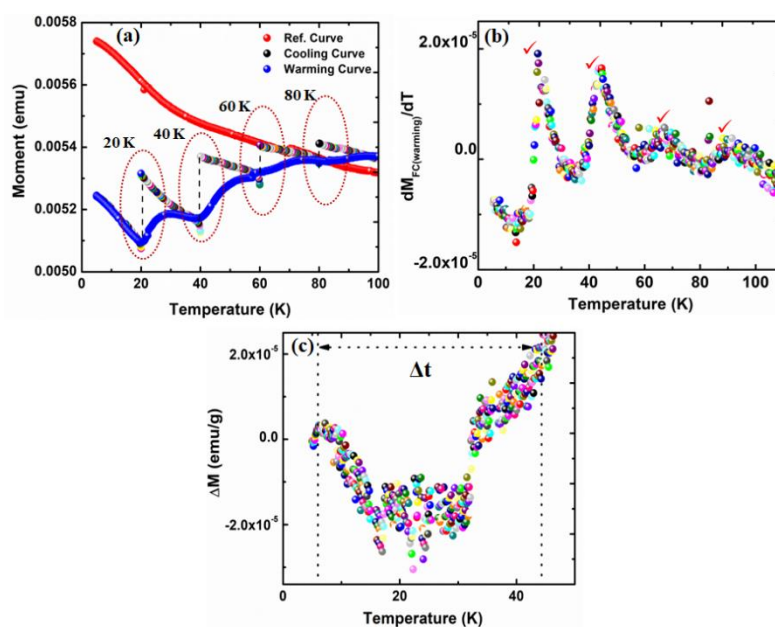 (a)
Ref. Curve
Cooling Curve
Warming Curve
20 K
40 K
60 K
80 K
0.0058
0.0056
0.0054
0.0052
0.0050
Moment (emu)
0 20 40 60 80 100
Temperature (K)
(b)
2.0x10⁻⁵
0.0
-2.0x10⁻⁵
dM_FC(warming)/dT
0 20 40 60 80 100
Temperature (K)
(c)
Δt
2.0x10⁻⁵
0.0
-2.0x10⁻⁵
ΔM (emu/g)
0 20 40
Temperature (K)